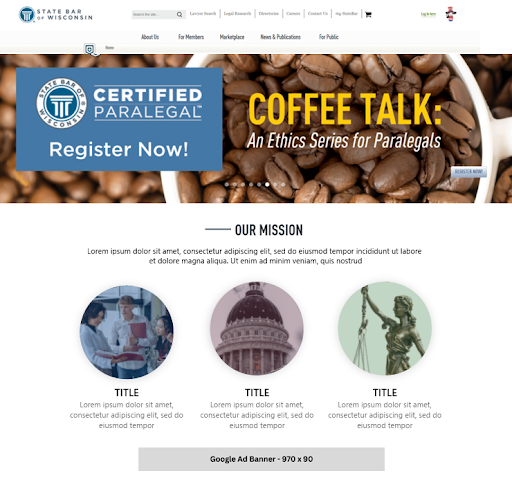 STATE BAR
OF WISCONSIN
Search the site...
Lawyer Search | Legal Research | Directories | Careers | Contact Us | my StateBar
Log in here
About Us For Members Marketplace News & Publications For Public
Home
STATE BAR OF
WISCONSIN
CERTIFIED
PARALEGAL™
Register Now!
COFFEE TALK:
An Ethics Series for Paralegals
REGISTER NOW!
OUR MISSION
Lorem ipsum dolor sit amet, consectetur adipiscing elit, sed do eiusmod tempor incididunt ut labore
et dolore magna aliqua. Ut enim ad minim veniam, quis nostrud
TITLE
Lorem ipsum dolor sit amet,
consectetur adipiscing elit, sed do
eiusmod tempor
TITLE
Lorem ipsum dolor sit amet,
consectetur adipiscing elit, sed do
eiusmod tempor
TITLE
Lorem ipsum dolor sit amet,
consectetur adipiscing elit, sed do
eiusmod tempor
Google Ad Banner - 970 x 90